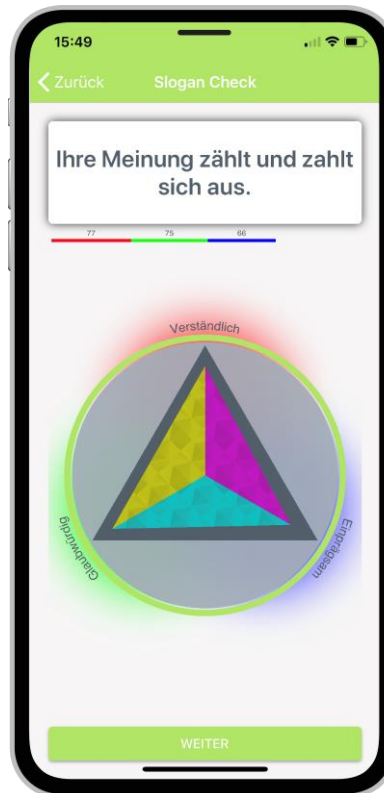 15:49
Zurück
Slogan Check
Ihre Meinung zählt und zahlt
sich aus.
77 75 66
Verständlich
Glaubwürdig
Einprägsam
WEITER